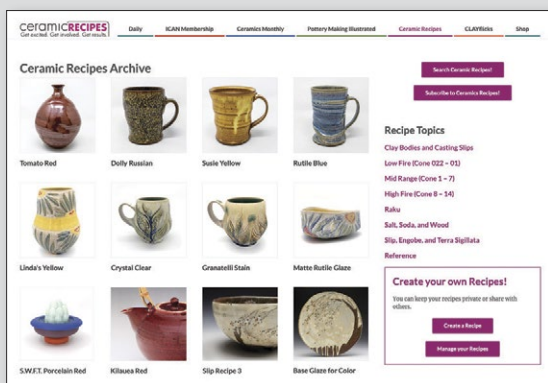 ceramicRECIPES
Get excited. Get involved. Get results.
Daily
ICAN Membership
Ceramics Monthly
Pottery Making Illustrated
Ceramic Recipes
CLAYflicks
Shop
Ceramic Recipes Archive
Tomato Red
Dolly Russian
Susie Yellow
Rutile Blue
Linda's Yellow
Crystal Clear
Granatelli Stain
Matte Rutile Glaze
S.W.F.T. Porcelain Red
Kilauea Red
Slip Recipe 3
Base Glaze for Color
Search Ceramic Recipes!
Subscribe to Ceramics Recipes!
Recipe Topics
Clay Bodies and Casting Slips
Low Fire (Cone 022 – 01)
Mid Range (Cone 1 – 7)
High Fire (Cone 8 – 14)
Raku
Salt, Soda, and Wood
Slip, Engobe, and Terra Sigillata
Reference
Create your own Recipes!
You can keep your recipes private or share with
others.
Create a Recipe
Manage your Recipes